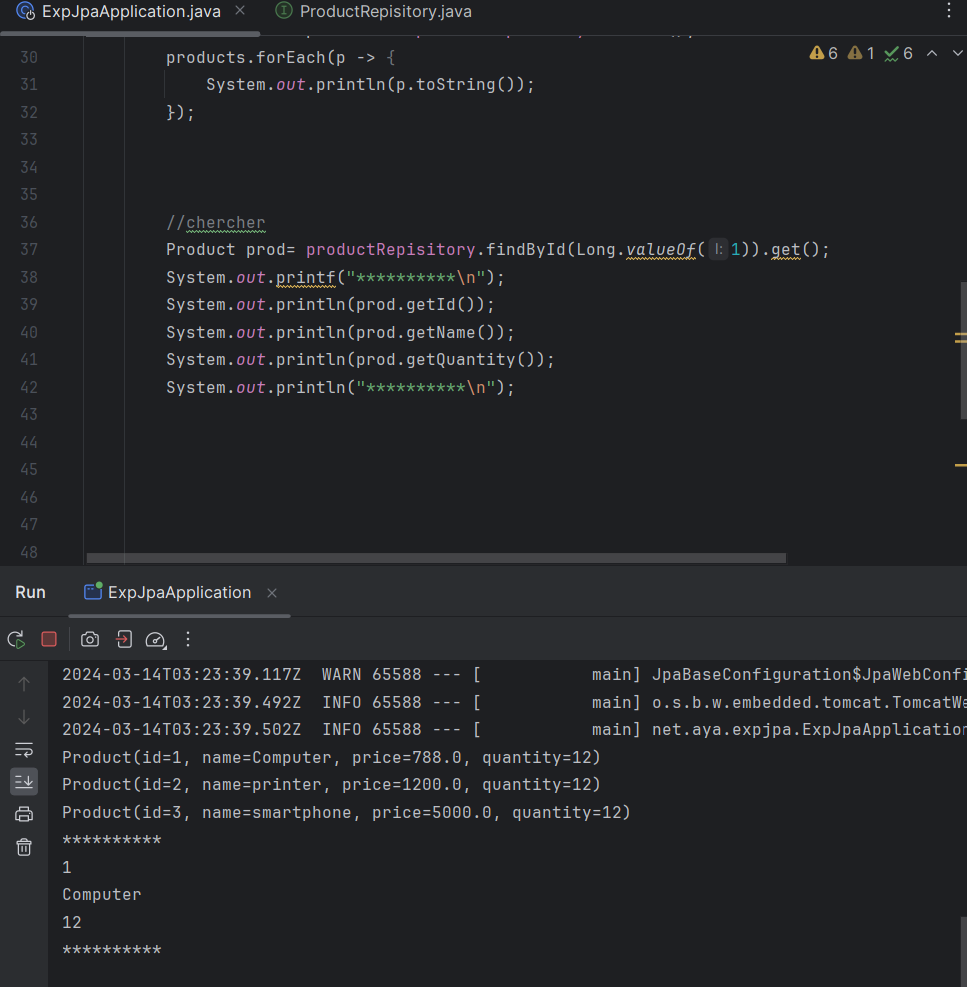 ExpJpaApplication.java ProductRepisitory.java
30 products.forEach(p -> {
6 1 6
31 System.out.println(p.toString());
32 });
33
34
35
36 //chercher
37 Product prod= productRepisitory.findById(Long.valueOf( l: 1)).get();
38 System.out.printf("**********\n");
39 System.out.println(prod.getId());
40 System.out.println(prod.getName());
41 System.out.println(prod.getQuantity());
42 System.out.println("**********\n");
43
44
45
46
47
48
Run ExpJpaApplication
2024-03-14T03:23:39.117Z  WARN 65588 --- [           main] JpaBaseConfiguration$JpaWebConfi
2024-03-14T03:23:39.492Z  INFO 65588 --- [           main] o.s.b.w.embedded.tomcat.TomcatWe
2024-03-14T03:23:39.502Z  INFO 65588 --- [           main] net.aya.expjpa.ExpJpaApplication
Product(id=1, name=Computer, price=788.0, quantity=12)
Product(id=2, name=printer, price=1200.0, quantity=12)
Product(id=3, name=smartphone, price=5000.0, quantity=12)
**********
1
Computer
12
**********